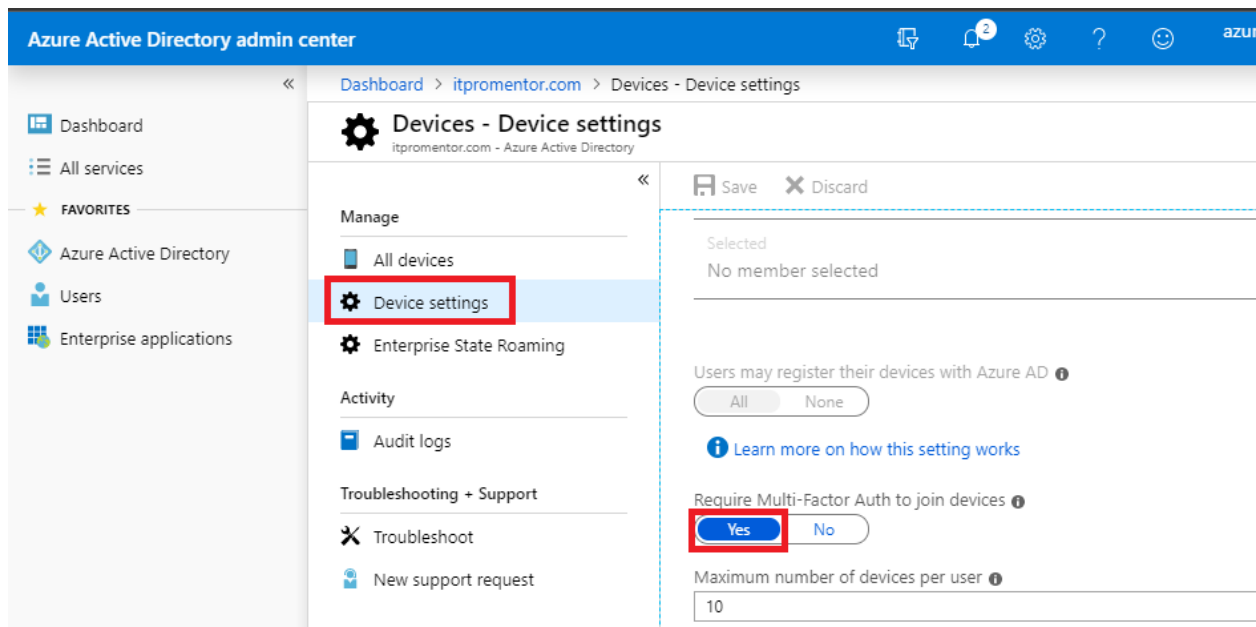 Azure Active Directory admin center
2
azur
«
Dashboard
All services
FAVORITES
Azure Active Directory
Users
Enterprise applications
Dashboard > itpromentor.com > Devices - Device settings
Devices - Device settings
itpromentor.com - Azure Active Directory
«
Manage
All devices
Device settings
Enterprise State Roaming
Activity
Audit logs
Troubleshooting + Support
Troubleshoot
New support request
Save Discard
Selected
No member selected
Users may register their devices with Azure AD
All None
Learn more on how this setting works
Require Multi-Factor Auth to join devices
Yes No
Maximum number of devices per user
10